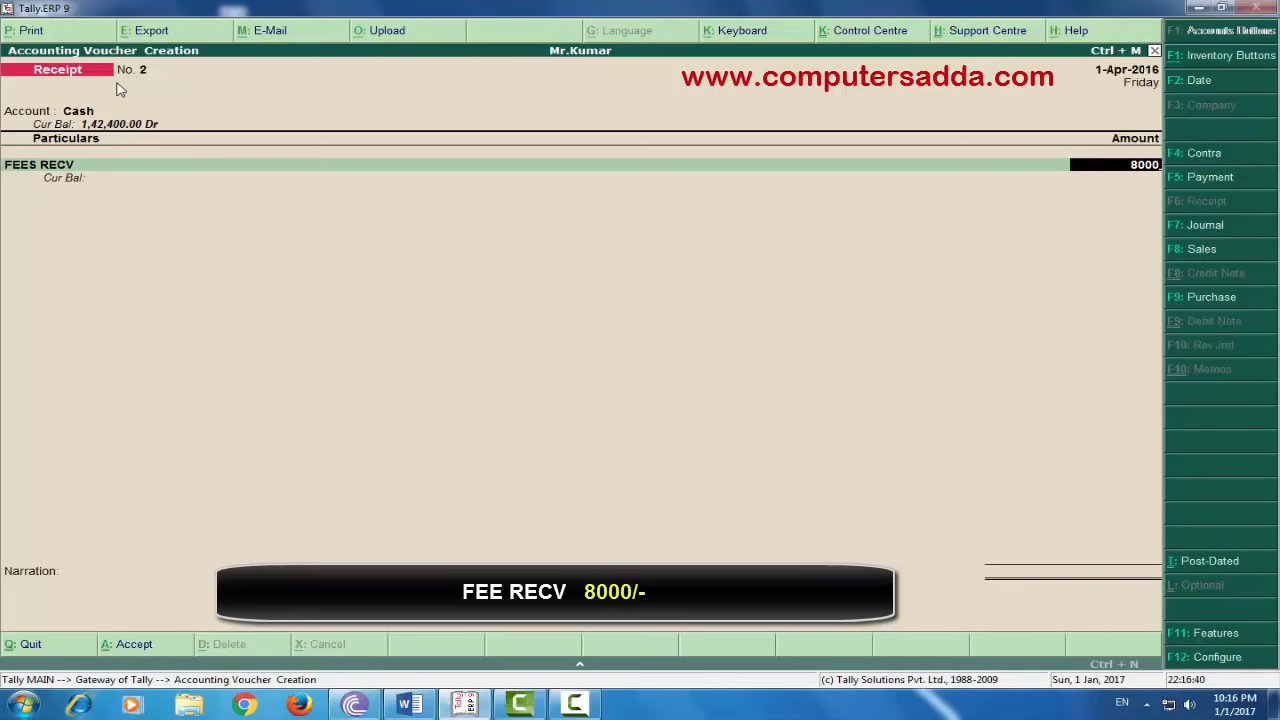 Tally.ERP 9
P: Print E: Export M: E-Mail O: Upload G: Language K: Keyboard K: Control Centre H: Support Centre H: Help
F1: Accounts Buttons
Accounting Voucher Creation Mr.Kumar Ctrl + M
F1: Inventory Buttons
Receipt No. 2 1-Apr-2016
www.computersadda.com
Friday
F2: Date
F3: Company
Account : Cash
Cur Bal: 1,42,400.00 Dr
Particulars Amount
F4: Contra
FEES RECV 8000
Cur Bal:
F5: Payment
F6: Receipt
F7: Journal
F8: Sales
F8: Credit Note
F9: Purchase
F9: Debit Note
F10: Rev Jrnl
F10: Memos
T: Post-Dated
Narration:
L: Optional
FEE RECV 8000/-
F11: Features
Q: Quit A: Accept D: Delete X: Cancel
F12: Configure
Ctrl + N
Tally MAIN --> Gateway of Tally --> Accounting Voucher Creation (c) Tally Solutions Pvt. Ltd., 1988-2009 Sun, 1 Jan, 2017 22:16:40
EN 10:16 PM
1/1/2017